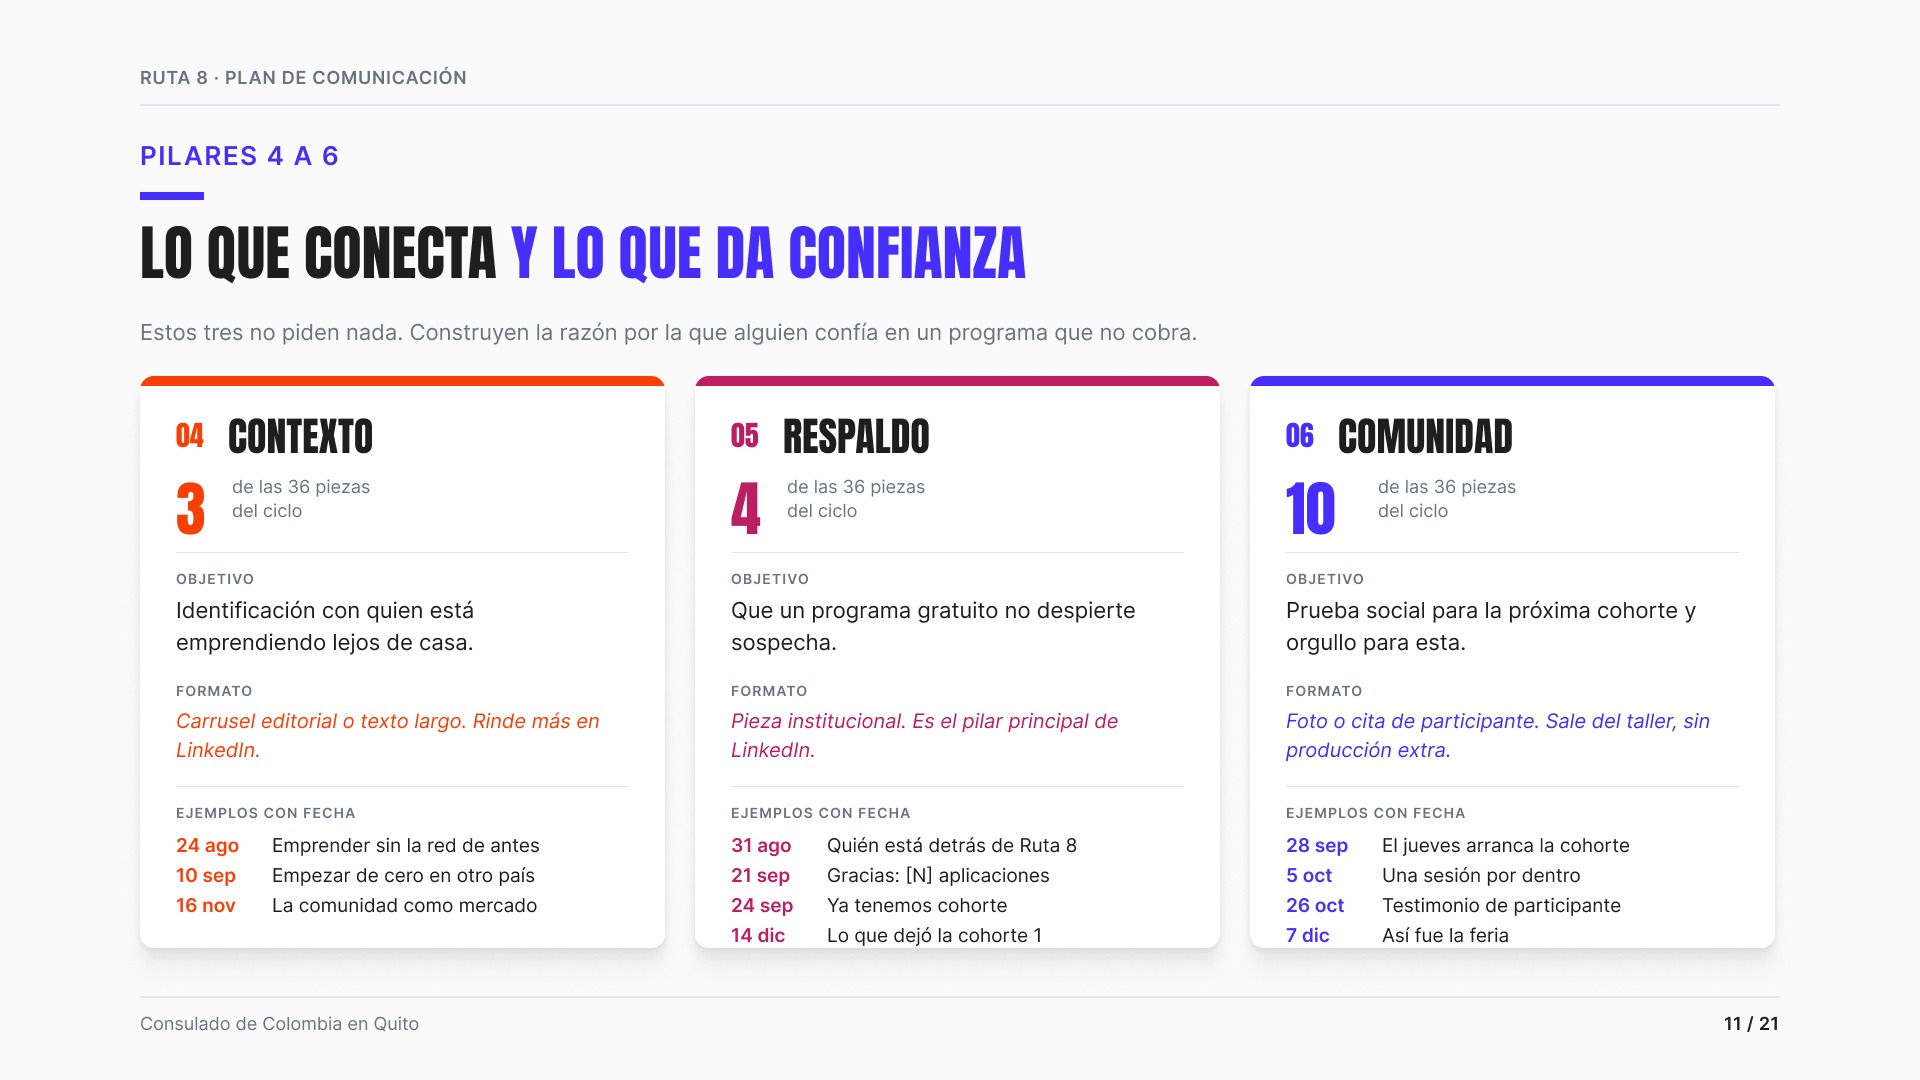 RUTA 8 · PLAN DE COMUNICACIÓN
PILARES 4 A 6
LO QUE CONECTA Y LO QUE DA CONFIANZA
Estos tres no piden nada. Construyen la razón por la que alguien confía en un programa que no cobra.
04 CONTEXTO
3 de las 36 piezas
del ciclo
OBJETIVO
Identificación con quien está
emprendiendo lejos de casa.
FORMATO
Carrusel editorial o texto largo. Rinde más en
LinkedIn.
EJEMPLOS CON FECHA
24 ago Emprender sin la red de antes
10 sep Empezar de cero en otro país
16 nov La comunidad como mercado
05 RESPALDO
4 de las 36 piezas
del ciclo
OBJETIVO
Que un programa gratuito no despierte
sospecha.
FORMATO
Pieza institucional. Es el pilar principal de
LinkedIn.
EJEMPLOS CON FECHA
31 ago Quién está detrás de Ruta 8
21 sep Gracias: [N] aplicaciones
24 sep Ya tenemos cohorte
14 dic Lo que dejó la cohorte 1
06 COMUNIDAD
10 de las 36 piezas
del ciclo
OBJETIVO
Prueba social para la próxima cohorte y
orgullo para esta.
FORMATO
Foto o cita de participante. Sale del taller, sin
producción extra.
EJEMPLOS CON FECHA
28 sep El jueves arranca la cohorte
5 oct Una sesión por dentro
26 oct Testimonio de participante
7 dic Así fue la feria
Consulado de Colombia en Quito
11 / 21